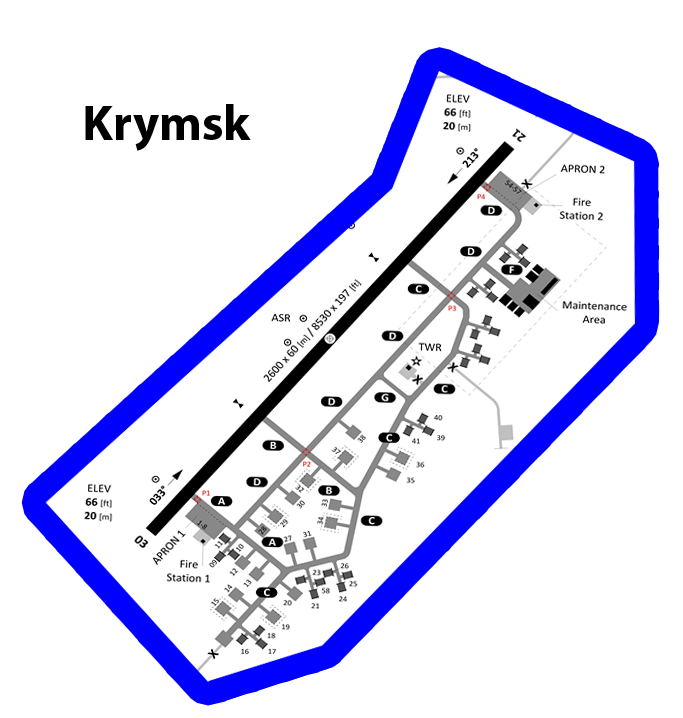 Krymsk
ELEV
66 [ft]
20 [m]
21
213°
APRON 2
54-57
P4
D
Fire
Station 2
D
F
C
P3
Maintenance
Area
ASR
2600 x 60 [m] / 8530 x 197 [ft]
D
TWR
C
G
D
40
39
41
C
38
B
37
36
P2
35
D
32
B
30
33
34
29
28
C
ELEV
66 [ft]
20 [m]
033°
P1
A
1-8
03
APRON 1
Fire
Station 1
11
10
09
12
13
A
27
31
26
25
24
23
58
21
20
C
14
15
19
18
17
16